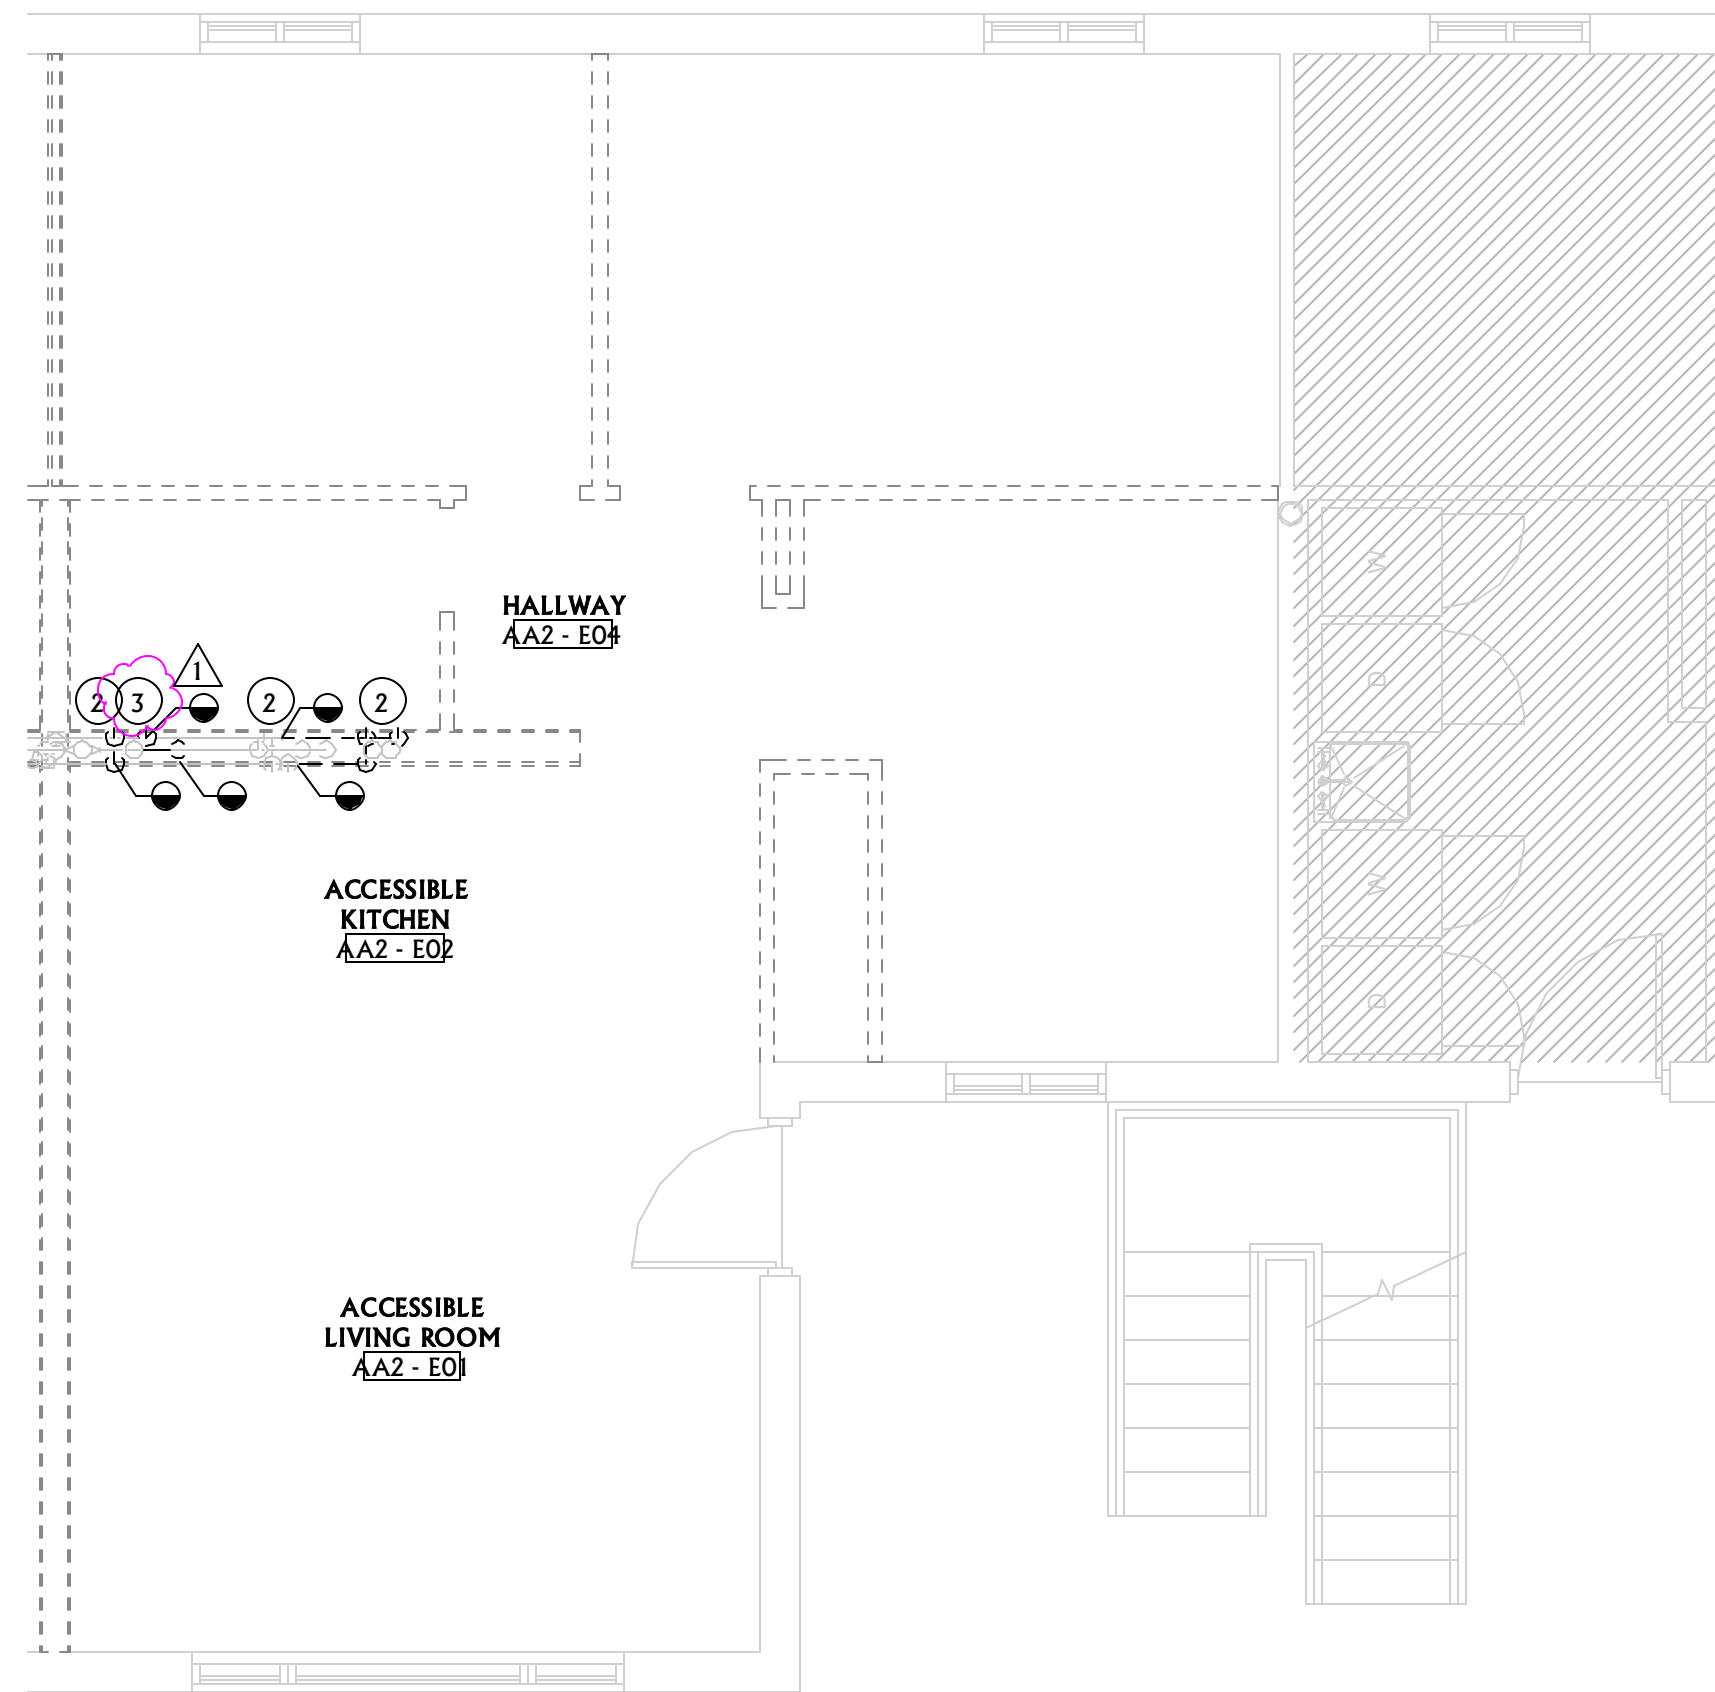 HALLWAY
AA2 - E04
1
2
3
2
2
W
D
W
D
ACCESSIBLE
KITCHEN
AA2 - E02
ACCESSIBLE
LIVING ROOM
AA2 - E01